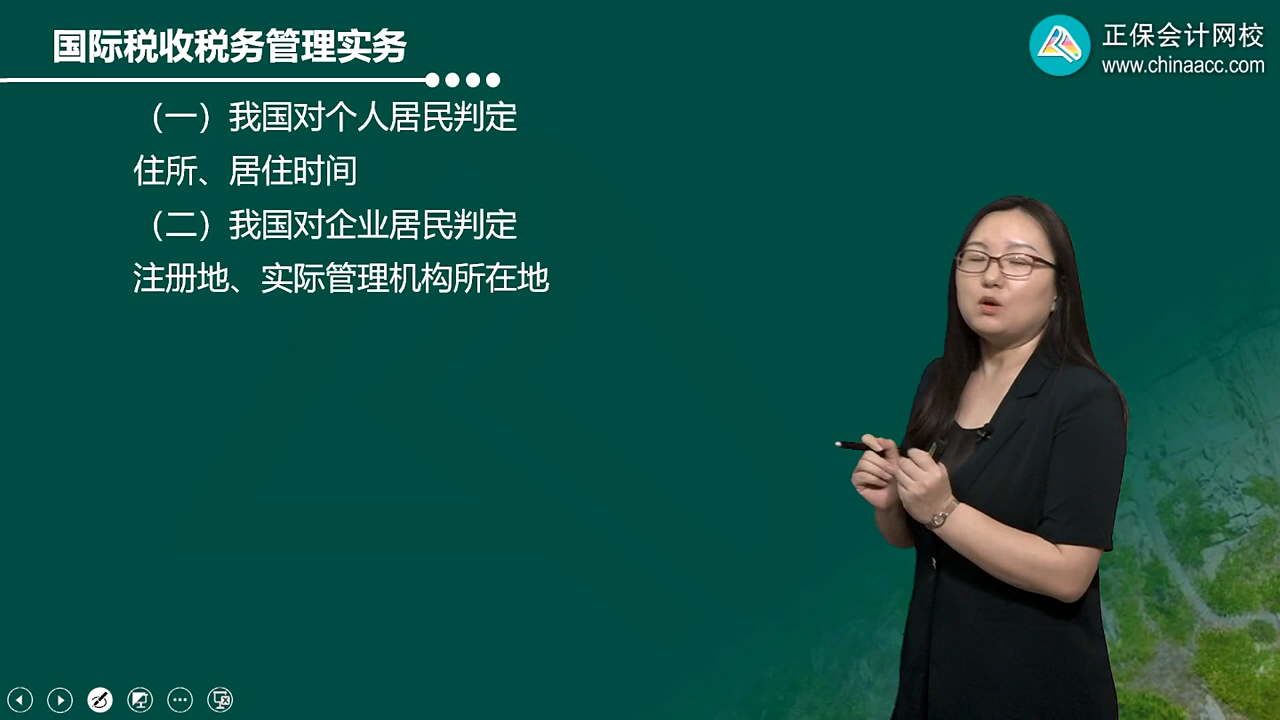 国际税收税务管理实务
正保会计网校
www.chinaacc.com
（一）我国对个人居民判定
住所、居住时间
（二）我国对企业居民判定
注册地、实际管理机构所在地